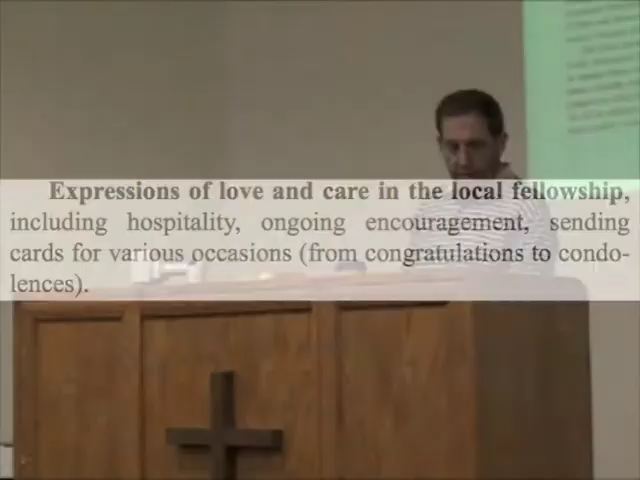 Expressions of love and care in the local fellowship,
including hospitality, ongoing encouragement, sending
cards for various occasions (from congratulations to condo-
lences).